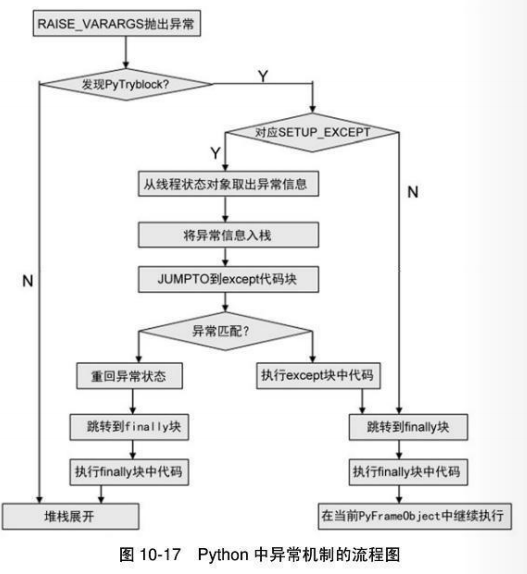 RAISE_VARARGS抛出异常
发现PyTryblock?
Y
对应SETUP_EXCEPT
Y
从线程状态对象取出异常信息
N
将异常信息入栈
N
JUMPTO到except代码块
异常匹配?
重回异常状态
执行except块中代码
跳转到finally块
跳转到finally块
执行finally块中代码
执行finally块中代码
堆栈展开
在当前PyFrameObject中继续执行
图 10-17 Python 中异常机制的流程图